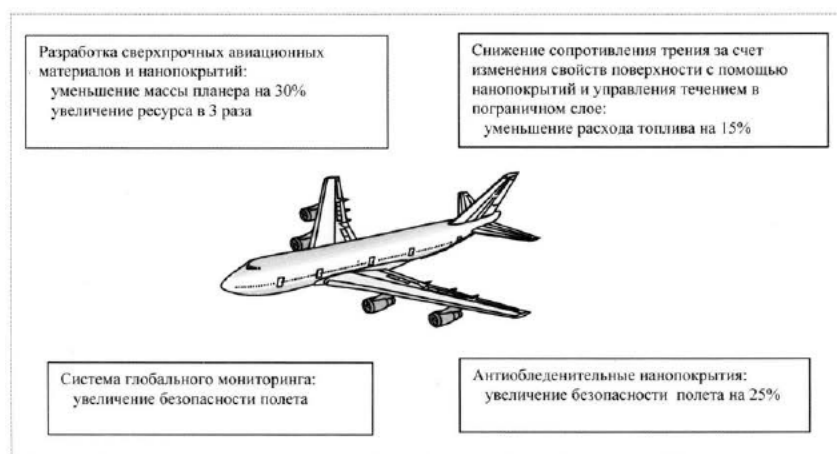 Разработка сверхпрочных авиационных
материалов и нанопокрытий:
уменьшение массы планера на 30%
увеличение ресурса в 3 раза
Снижение сопротивления трения за счет
изменения свойств поверхности с помощью
нанопокрытий и управления течением в
пограничном слое:
уменьшение расхода топлива на 15%
Система глобального мониторинга:
увеличение безопасности полета
Антиобледенительные нанопокрытия:
увеличение безопасности полета на 25%